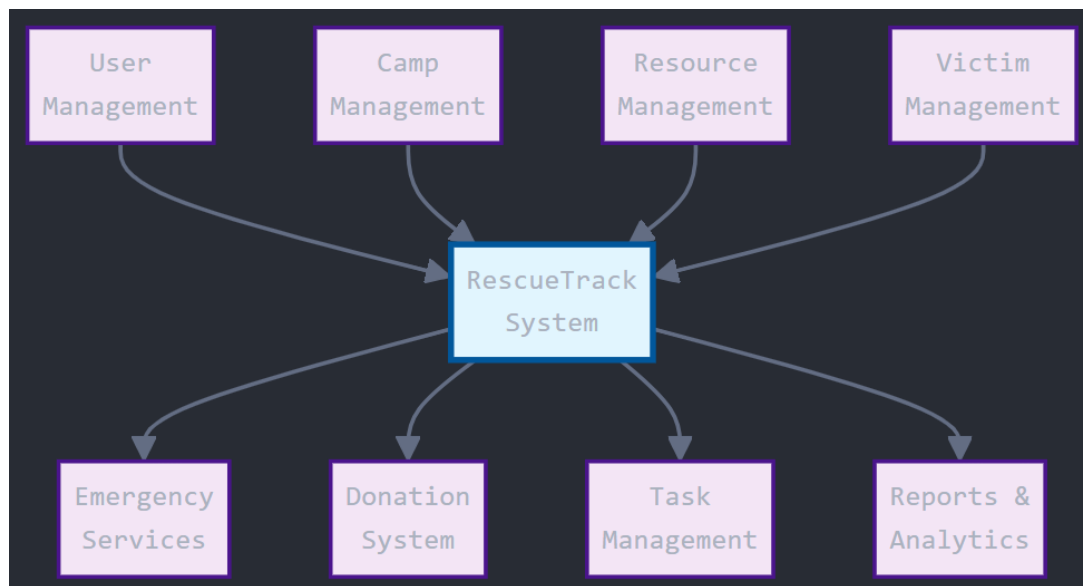 User
Management
Camp
Management
Resource
Management
Victim
Management
RescueTrack
System
Emergency
Services
Donation
System
Task
Management
Reports &
Analytics